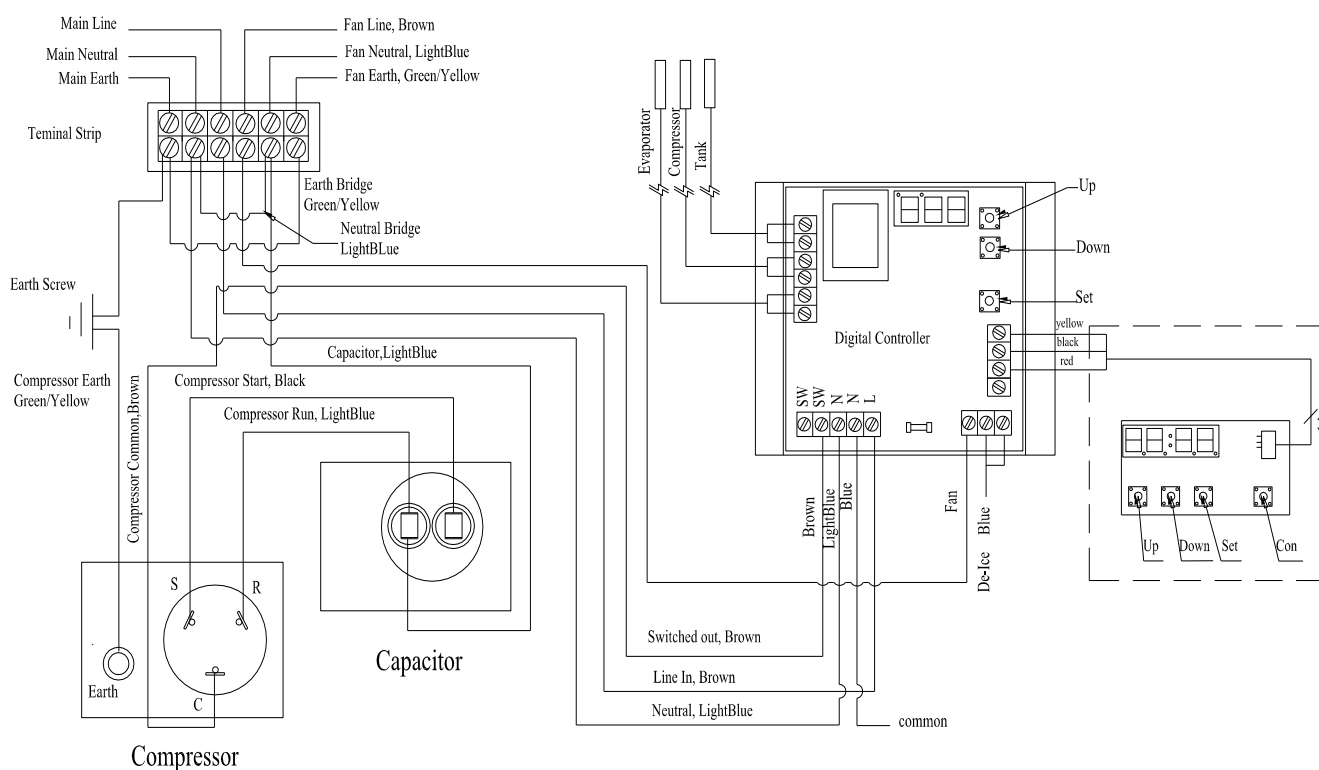 Main Line
Main Neutral
Main Earth
Fan Line, Brown
Fan Neutral, LightBlue
Fan Earth, Green/Yellow
Teminal Strip
Earth Bridge
Green/Yellow
Neutral Bridge
LightBLue
Earth Screw
Compressor Earth
Green/Yellow
Compressor Common,Brown
Capacitor,LightBlue
Compressor Start, Black
Compressor Run, LightBlue
S
R
C
Earth
Compressor
Capacitor
Evaporator
Compressor
Tank
Up
Down
Set
Digital Controller
yellow
black
red
SW
SW
N
N
L
Brown
LightBlue
Blue
Fan
De-Ice
Blue
Switched out, Brown
Line In, Brown
Neutral, LightBlue
common
Up
Down
Set
Con